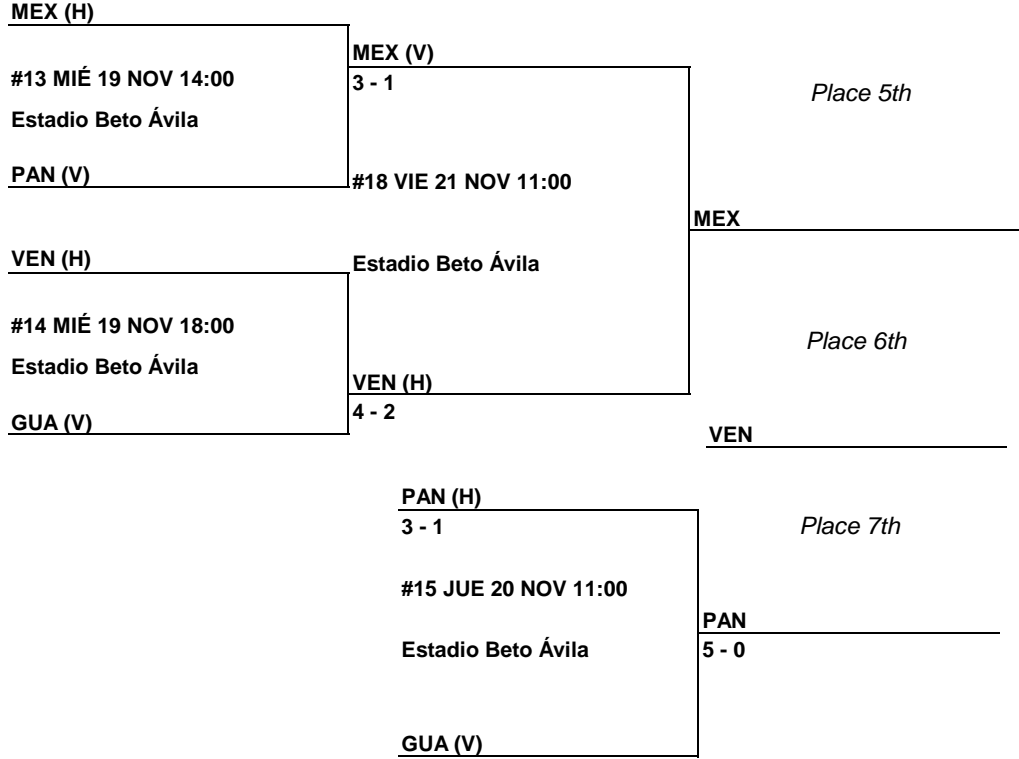 MEX (H)
#13 MIÉ 19 NOV 14:00
Estadio Beto Ávila
PAN (V)
VEN (H)
#14 MIÉ 19 NOV 18:00
Estadio Beto Ávila
GUA (V)
MEX (V)
3 - 1
#18 VIE 21 NOV 11:00
Estadio Beto Ávila
VEN (H)
4 - 2
Place 5th
MEX
Place 6th
VEN
PAN (H)
3 - 1
#15 JUE 20 NOV 11:00
Estadio Beto Ávila
GUA (V)
Place 7th
PAN
5 - 0